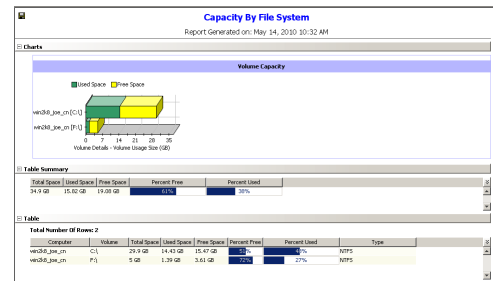 Capacity By File System
Report Generated on: May 14, 2010 10:32 AM
Charts
Volume Capacity
Used Space Free Space
win2k8_joe_cn [C:\]
win2k8_joe_cn [F:\]
0 7 14 21 28 35
Volume Details - Volume Usage Size (GB)
Table Summary
Total Space Used Space Free Space Percent Free Percent Used
34.9 GB 15.82 GB 19.08 GB 61% 38%
Table
Total Number Of Rows: 2
Computer Volume Total Space Used Space Free Space Percent Free Percent Used Type
win2k8_joe_cn C:\ 29.9 GB 14.43 GB 15.47 GB NTFS
win2k8_joe_cn F:\ 5 GB 1.39 GB 3.61 GB 72% 27% NTFS